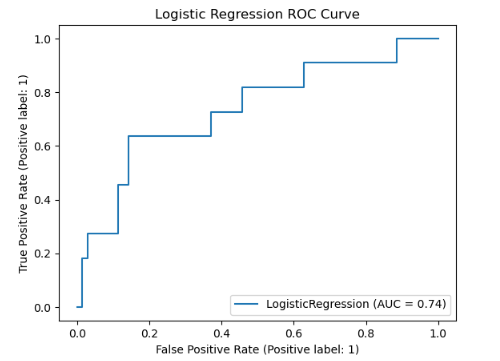 Logistic Regression ROC Curve
True Positive Rate (Positive label: 1)
1.0
0.8
0.6
0.4
0.2
0.0
LogisticRegression (AUC = 0.74)
0.0 0.2 0.4 0.6 0.8 1.0
False Positive Rate (Positive label: 1)